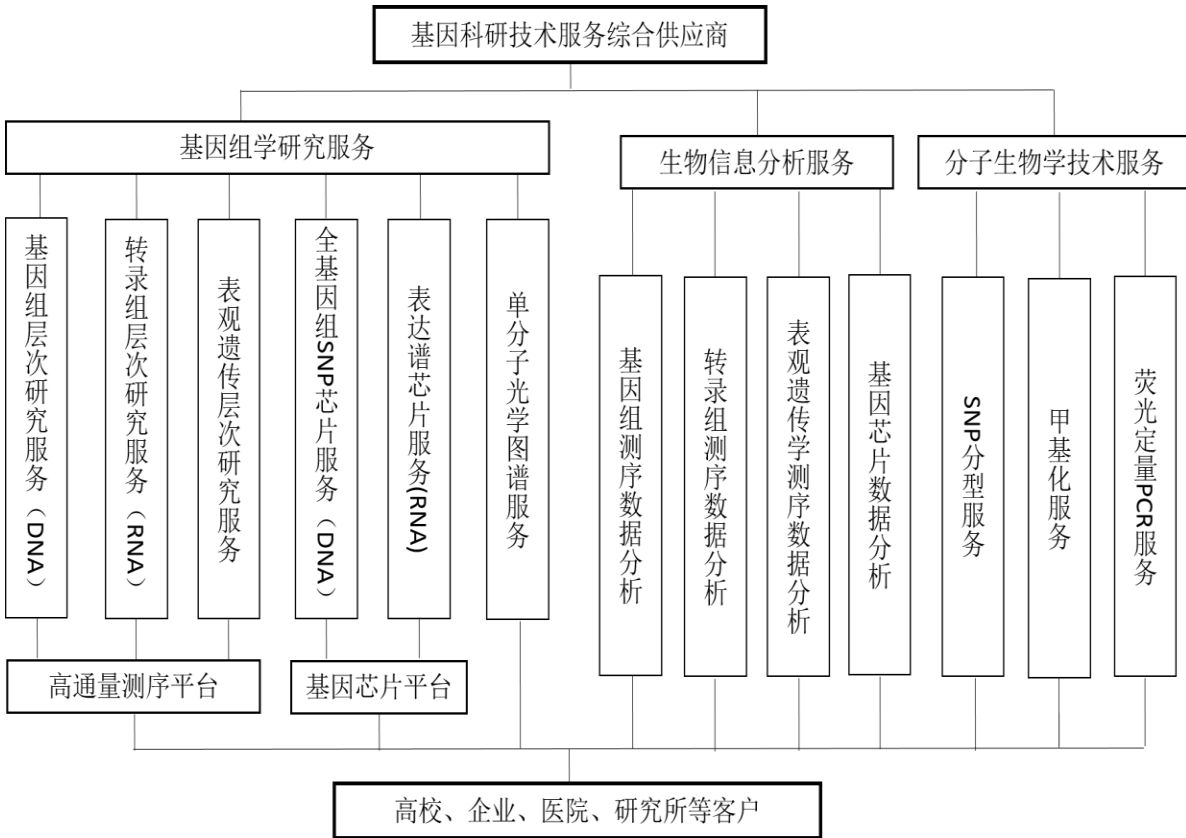 基因科研技术服务综合供应商
基因组学研究服务
生物信息分析服务
分子生物学技术服务
基因组层次研究服务（DNA）
转录组层次研究服务（RNA）
表观遗传层次研究服务
全基因组SNP芯片服务（DNA）
表达谱芯片服务(RNA)
单分子光学图谱服务
基因组测序数据分析
转录组测序数据分析
表观遗传学测序数据分析
基因芯片数据分析
SNP分型服务
甲基化服务
荧光定量PCR服务
高通量测序平台
基因芯片平台
高校、企业、医院、研究所等客户